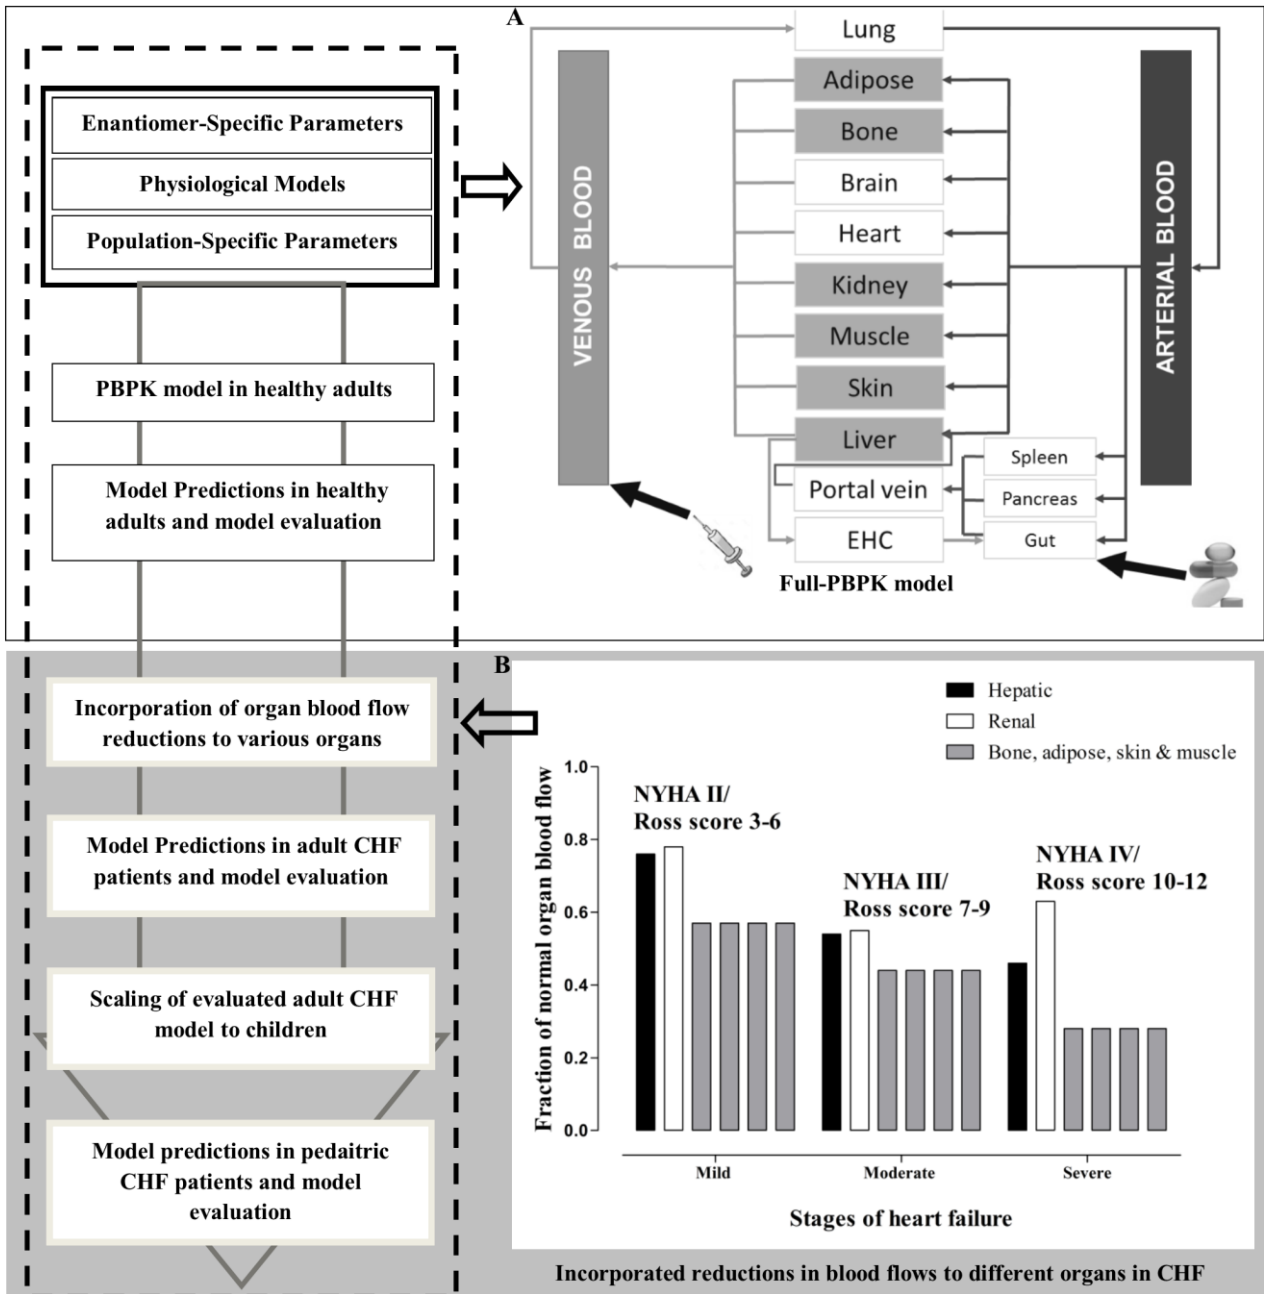 A
Enantiomer-Specific Parameters
Physiological Models
Population-Specific Parameters
PBPK model in healthy adults
Model Predictions in healthy
adults and model evaluation
VENOUS BLOOD
Lung
Adipose
Bone
Brain
Heart
Kidney
Muscle
Skin
Liver
Portal vein
EHC
Spleen
Pancreas
Gut
ARTERIAL BLOOD
Full-PBPK model
B
Incorporation of organ blood flow
reductions to various organs
Model Predictions in adult CHF
patients and model evaluation
Scaling of evaluated adult CHF
model to children
Model predictions in pedaitric
CHF patients and model
evaluation
Hepatic
Renal
Bone, adipose, skin & muscle
Fraction of normal organ blood flow
1.0
0.8
0.6
0.4
0.2
0.0
NYHA II/
Ross score 3-6
NYHA III/
Ross score 7-9
NYHA IV/
Ross score 10-12
Mild
Moderate
Severe
Stages of heart failure
Incorporated reductions in blood flows to different organs in CHF